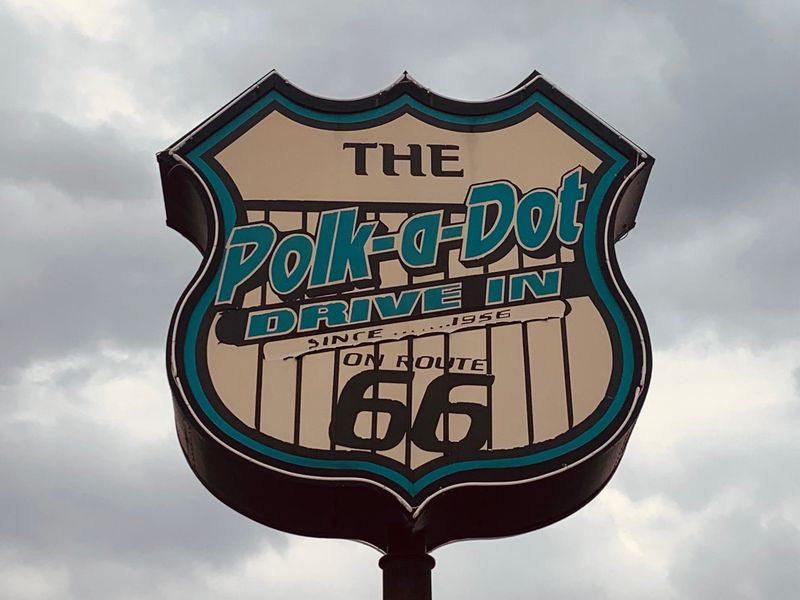 THE
Polk-a-Dot
DRIVE IN
SINCE ........1956
ON ROUTE
66